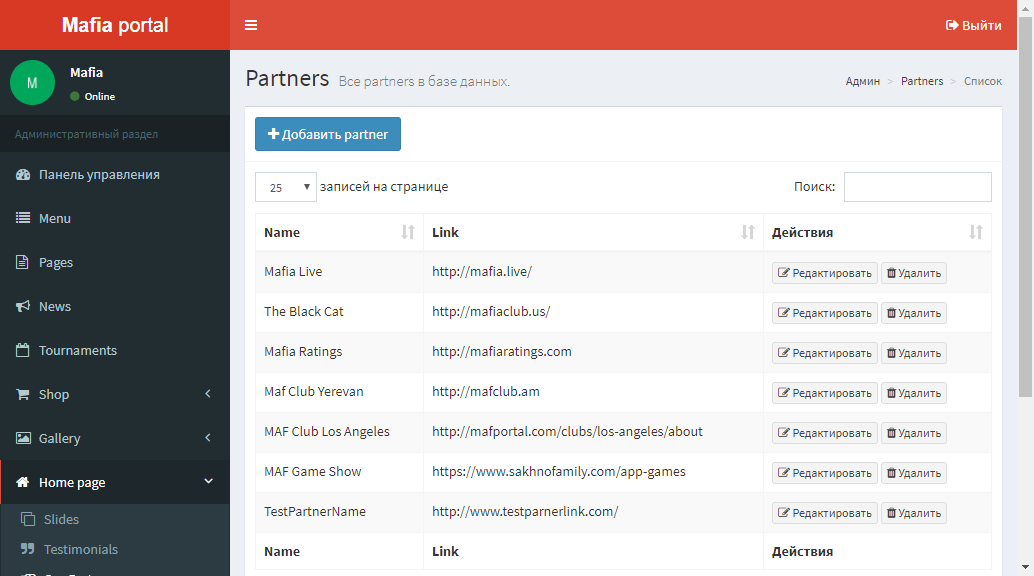 Mafia portal
Выйти
M
Mafia
Online
Административный раздел
Панель управления
Menu
Pages
News
Tournaments
Shop
Gallery
Home page
Slides
Testimonials
Partners Все partners в базе данных.
Админ > Partners > Список
Добавить partner
25 записей на странице
Поиск:
Name Link Действия
Mafia Live http://mafia.live/ Редактировать Удалить
The Black Cat http://mafiaclub.us/ Редактировать Удалить
Mafia Ratings http://mafiaratings.com Редактировать Удалить
Maf Club Yerevan http://mafclub.am Редактировать Удалить
MAF Club Los Angeles http://mafportal.com/clubs/los-angeles/about Редактировать Удалить
MAF Game Show https://www.sakhnofamily.com/app-games Редактировать Удалить
TestPartnerName http://www.testparnerlink.com/ Редактировать Удалить
Name Link Действия